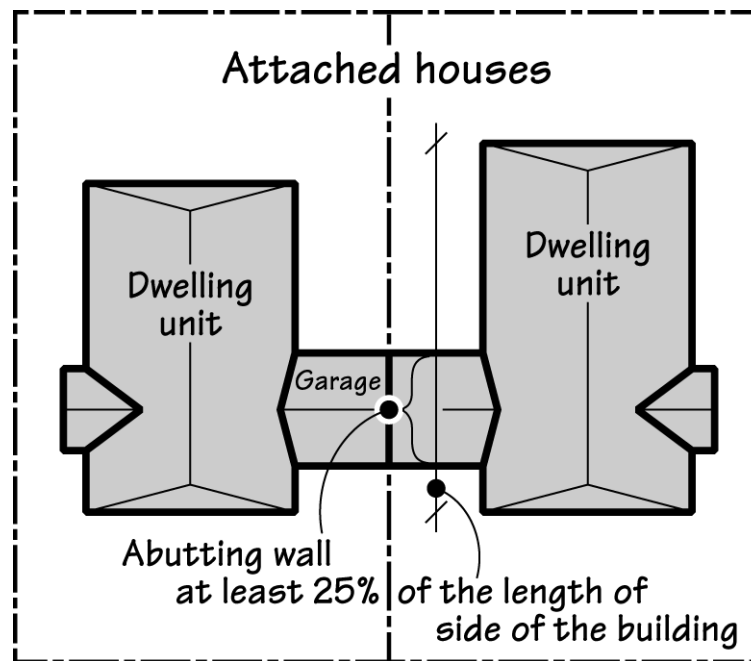 Attached houses
Dwelling
unit
Dwelling
unit
Garage
Abutting wall
at least 25% of the length of
side of the building